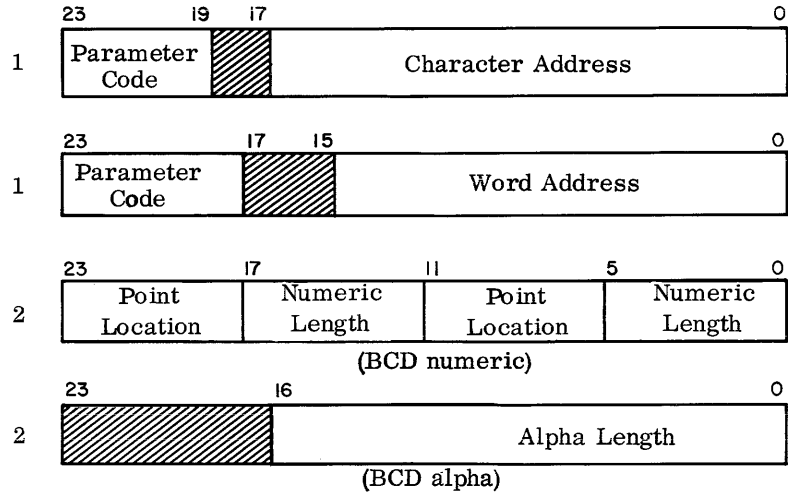 23 19 17 0
1 Parameter Code Character Address
23 17 15 0
1 Parameter Code Word Address
23 17 11 5 0
2 Point Location Numeric Length Point Location Numeric Length
(BCD numeric)
23 16 0
2 Alpha Length
(BCD alpha)